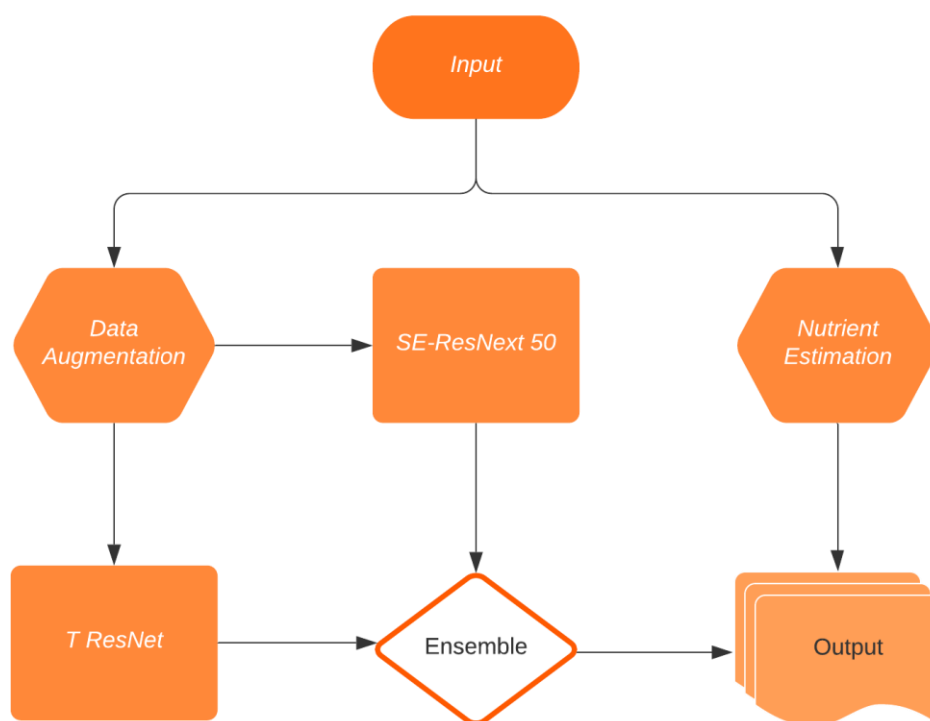 Input
Data
Augmentation
SE-ResNext 50
Nutrient
Estimation
T ResNet
Ensemble
Output